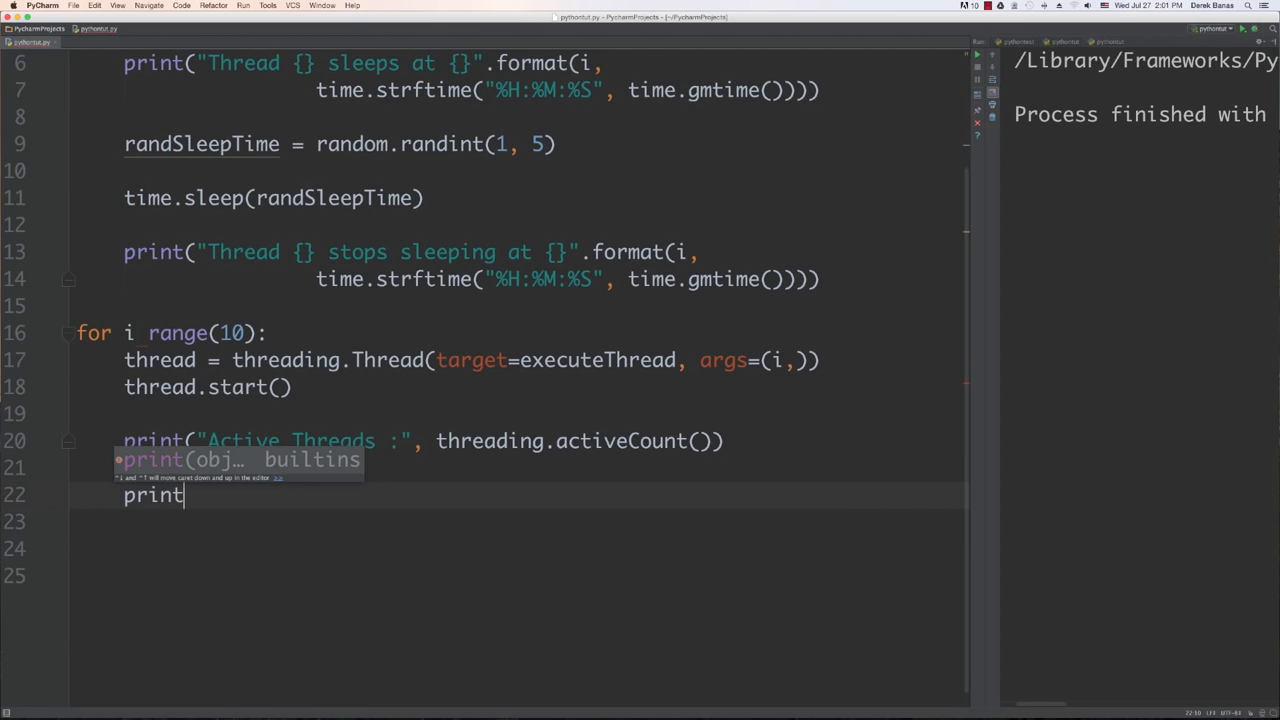 PyCharm File Edit View Navigate Code Refactor Run Tools VCS Window Help 10 Wed Jul 27 2:01 PM Derek Banas
pythontut.py - PycharmProjects - [~/PycharmProjects]
PycharmProjects pythontut.py pythontut
pythontut.py Run: pythontest pythontut pythontut
6 print("Thread {} sleeps at {}".format(i,
7 time.strftime("%H:%M:%S", time.gmtime())))
8
9 randSleepTime = random.randint(1, 5)
10
11 time.sleep(randSleepTime)
12
13 print("Thread {} stops sleeping at {}".format(i,
14 time.strftime("%H:%M:%S", time.gmtime())))
15
16 for i range(10):
17 thread = threading.Thread(target=executeThread, args=(i,))
18 thread.start()
19
20 print("Active Threads :", threading.activeCount())
print(obj… builtins
21
^↓ and ^↑ will move caret down and up in the editor >>
22 print
23
24
25
/Library/Frameworks/Py
Process finished with
22:10 LF‡ UTF-8‡